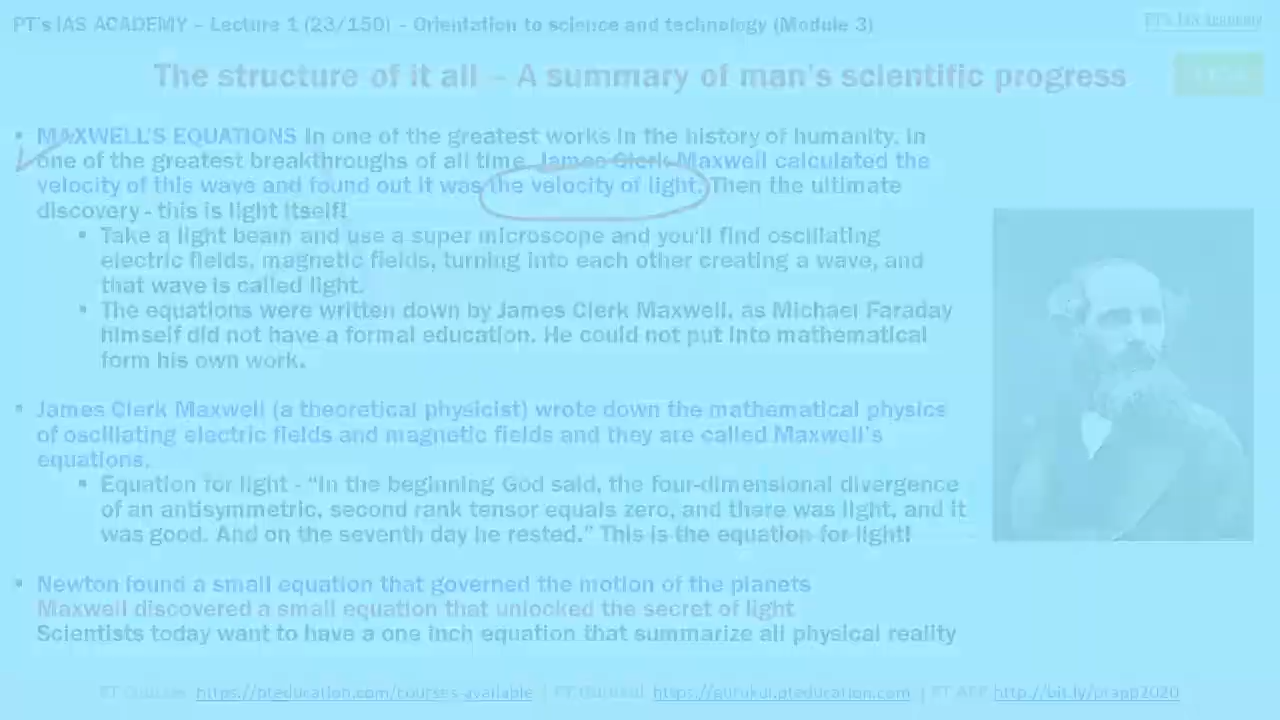 PT's IAS ACADEMY – Lecture 1 (23/150) – Orientation to science and technology (Module 3)
PT's IAS Academy
The structure of it all – A summary of man's scientific progress
▪ MAXWELL'S EQUATIONS In one of the greatest works in the history of humanity, in
one of the greatest breakthroughs of all time, James Clerk Maxwell calculated the
velocity of this wave and found out it was the velocity of light. Then the ultimate
discovery - this is light itself!
▪ Take a light beam and use a super microscope and you'll find oscillating
electric fields, magnetic fields, turning into each other creating a wave, and
that wave is called light.
▪ The equations were written down by James Clerk Maxwell, as Michael Faraday
himself did not have a formal education. He could not put into mathematical
form his own work.
▪ James Clerk Maxwell (a theoretical physicist) wrote down the mathematical physics
of oscillating electric fields and magnetic fields and they are called Maxwell's
equations.
▪ Equation for light - “In the beginning God said, the four-dimensional divergence
of an antisymmetric, second rank tensor equals zero, and there was light, and it
was good. And on the seventh day he rested.” This is the equation for light!
▪ Newton found a small equation that governed the motion of the planets
Maxwell discovered a small equation that unlocked the secret of light
Scientists today want to have a one inch equation that summarize all physical reality
PT courses https://pteducation.com/courses-available | PT Gurukul https://gurukul.pteducation.com | PT APP http://bit.ly/ptapp2020